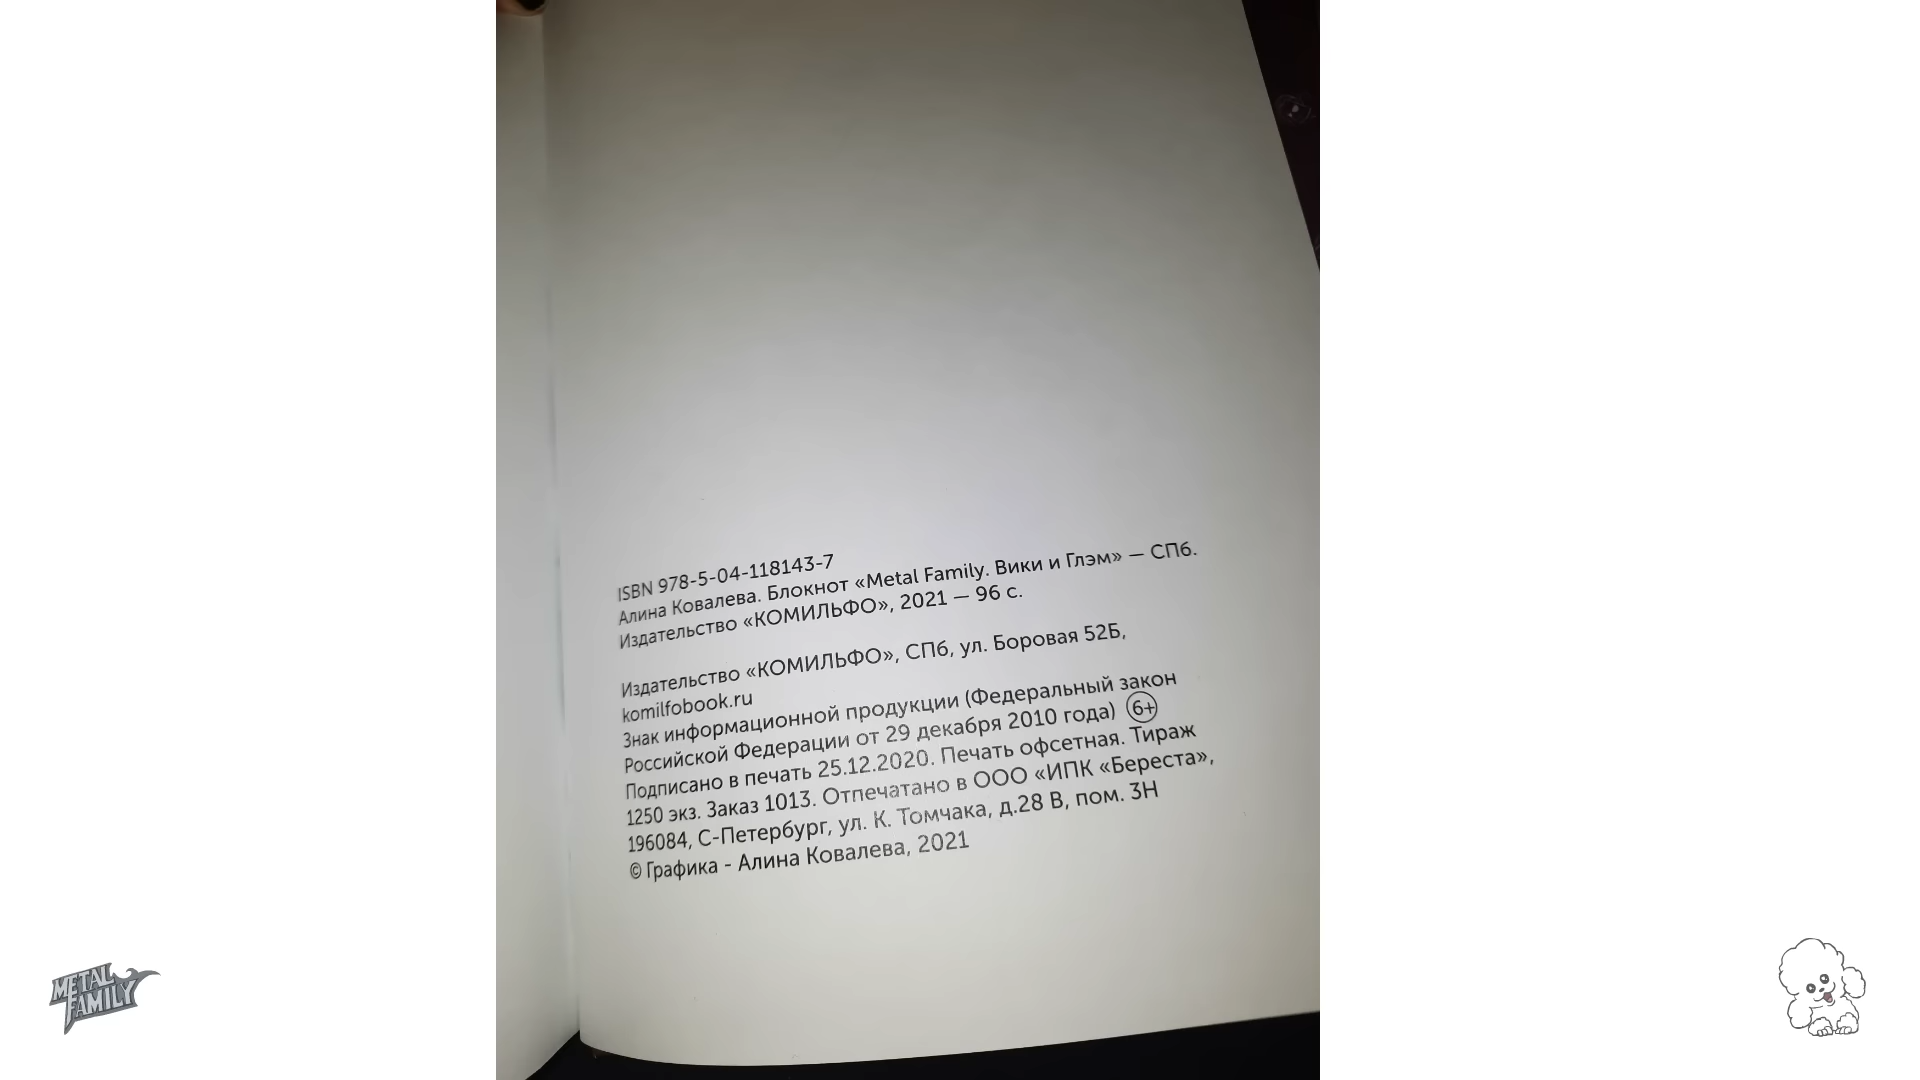 ISBN 978-5-04-118143-7
Алина Ковалева. Блокнот «Metal Family. Вики и Глэм» — СПб.
Издательство «КОМИЛЬФО», 2021 — 96 с.
Издательство «КОМИЛЬФО», СПб, ул. Боровая 52Б,
komilfobook.ru
Знак информационной продукции (Федеральный закон
Российской Федерации от 29 декабря 2010 года) 6+
Подписано в печать 25.12.2020. Печать офсетная. Тираж
1250 экз. Заказ 1013. Отпечатано в ООО «ИПК «Береста»,
196084, С-Петербург, ул. К. Томчака, д.28 В, пом. 3Н
© Графика - Алина Ковалева, 2021
METAL
FAMILY